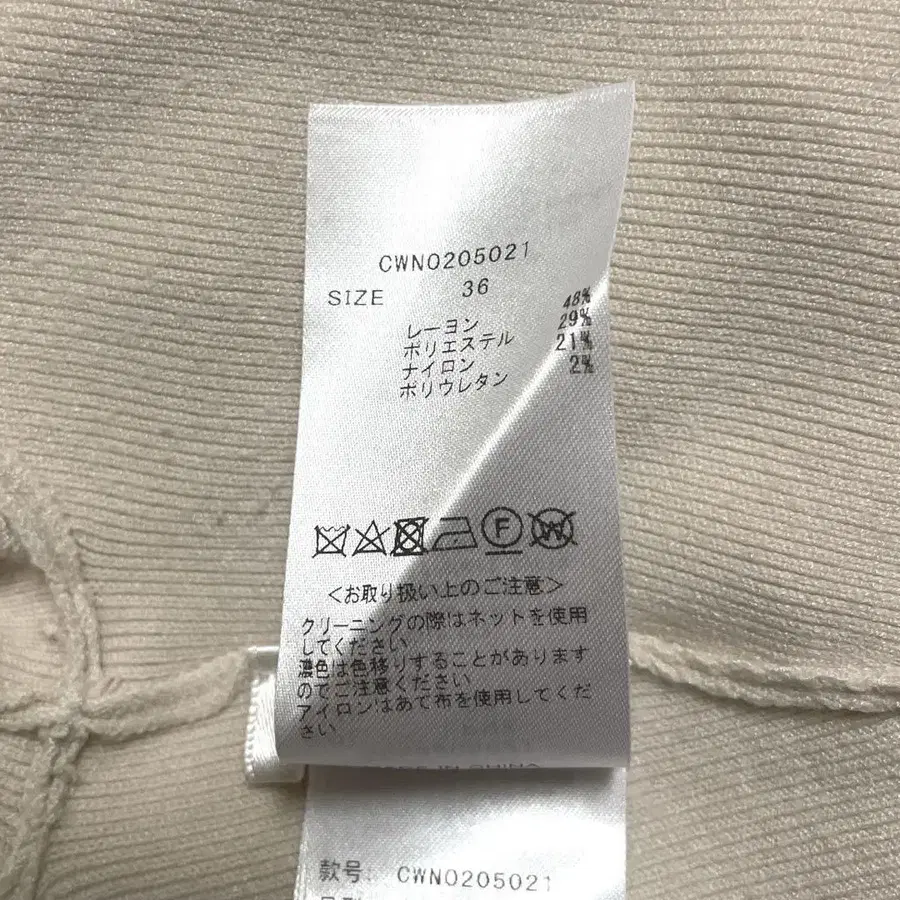 CWN0205021
SIZE 36
レーヨン 48%
ポリエステル 29%
ナイロン 21%
ポリウレタン 2%
F W
<お取り扱い上のご注意>
クリーニングの際はネットを使用
してください
濃色は色移りすることがあります
のでご注意ください
アイロンはあて布を使用してくだ
さい
MADE IN CHINA
款号: CWN0205021